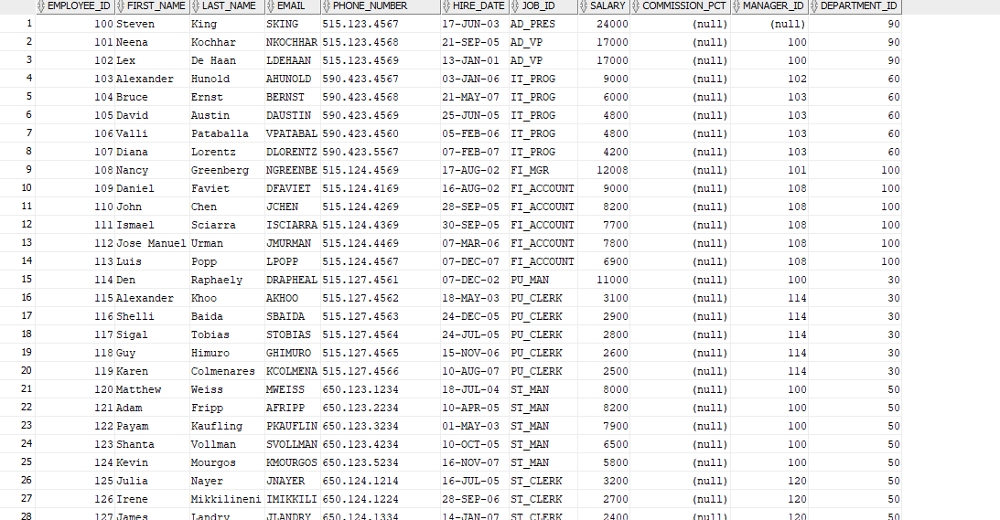 EMPLOYEE_ID FIRST_NAME LAST_NAME EMAIL PHONE_NUMBER HIRE_DATE JOB_ID SALARY COMMISSION_PCT MANAGER_ID DEPARTMENT_ID
1 100 Steven King SKING 515.123.4567 17-JUN-03 AD_PRES 24000 (null) (null) 90
2 101 Neena Kochhar NKOCHHAR 515.123.4568 21-SEP-05 AD_VP 17000 (null) 100 90
3 102 Lex De Haan LDEHAAN 515.123.4569 13-JAN-01 AD_VP 17000 (null) 100 90
4 103 Alexander Hunold AHUNOLD 590.423.4567 03-JAN-06 IT_PROG 9000 (null) 102 60
5 104 Bruce Ernst BERNST 590.423.4568 21-MAY-07 IT_PROG 6000 (null) 103 60
6 105 David Austin DAUSTIN 590.423.4569 25-JUN-05 IT_PROG 4800 (null) 103 60
7 106 Valli Pataballa VPATABAL 590.423.4560 05-FEB-06 IT_PROG 4800 (null) 103 60
8 107 Diana Lorentz DLORENTZ 590.423.5567 07-FEB-07 IT_PROG 4200 (null) 103 60
9 108 Nancy Greenberg NGREENBE 515.124.4569 17-AUG-02 FI_MGR 12008 (null) 101 100
10 109 Daniel Faviet DFAVIET 515.124.4169 16-AUG-02 FI_ACCOUNT 9000 (null) 108 100
11 110 John Chen JCHEN 515.124.4269 28-SEP-05 FI_ACCOUNT 8200 (null) 108 100
12 111 Ismael Sciarra ISCIARRA 515.124.4369 30-SEP-05 FI_ACCOUNT 7700 (null) 108 100
13 112 Jose Manuel Urman JMURMAN 515.124.4469 07-MAR-06 FI_ACCOUNT 7800 (null) 108 100
14 113 Luis Popp LPOPP 515.124.4567 07-DEC-07 FI_ACCOUNT 6900 (null) 108 100
15 114 Den Raphaely DRAPHEAL 515.127.4561 07-DEC-02 PU_MAN 11000 (null) 100 30
16 115 Alexander Khoo AKHOO 515.127.4562 18-MAY-03 PU_CLERK 3100 (null) 114 30
17 116 Shelli Baida SBAIDA 515.127.4563 24-DEC-05 PU_CLERK 2900 (null) 114 30
18 117 Sigal Tobias STOBIAS 515.127.4564 24-JUL-05 PU_CLERK 2800 (null) 114 30
19 118 Guy Himuro GHIMURO 515.127.4565 15-NOV-06 PU_CLERK 2600 (null) 114 30
20 119 Karen Colmenares KCOLMENA 515.127.4566 10-AUG-07 PU_CLERK 2500 (null) 114 30
21 120 Matthew Weiss MWEISS 650.123.1234 18-JUL-04 ST_MAN 8000 (null) 100 50
22 121 Adam Fripp AFRIPP 650.123.2234 10-APR-05 ST_MAN 8200 (null) 100 50
23 122 Payam Kaufling PKAUFLIN 650.123.3234 01-MAY-03 ST_MAN 7900 (null) 100 50
24 123 Shanta Vollman SVOLLMAN 650.123.4234 10-OCT-05 ST_MAN 6500 (null) 100 50
25 124 Kevin Mourgos KMOURGOS 650.123.5234 16-NOV-07 ST_MAN 5800 (null) 100 50
26 125 Julia Nayer JNAYER 650.124.1214 16-JUL-05 ST_CLERK 3200 (null) 120 50
27 126 Irene Mikkilineni IMIKKILI 650.124.1224 28-SEP-06 ST_CLERK 2700 (null) 120 50
28 127 James Landry JLANDRY 650.124.1334 14-JAN-07 ST_CLERK 2400 (null) 120 50